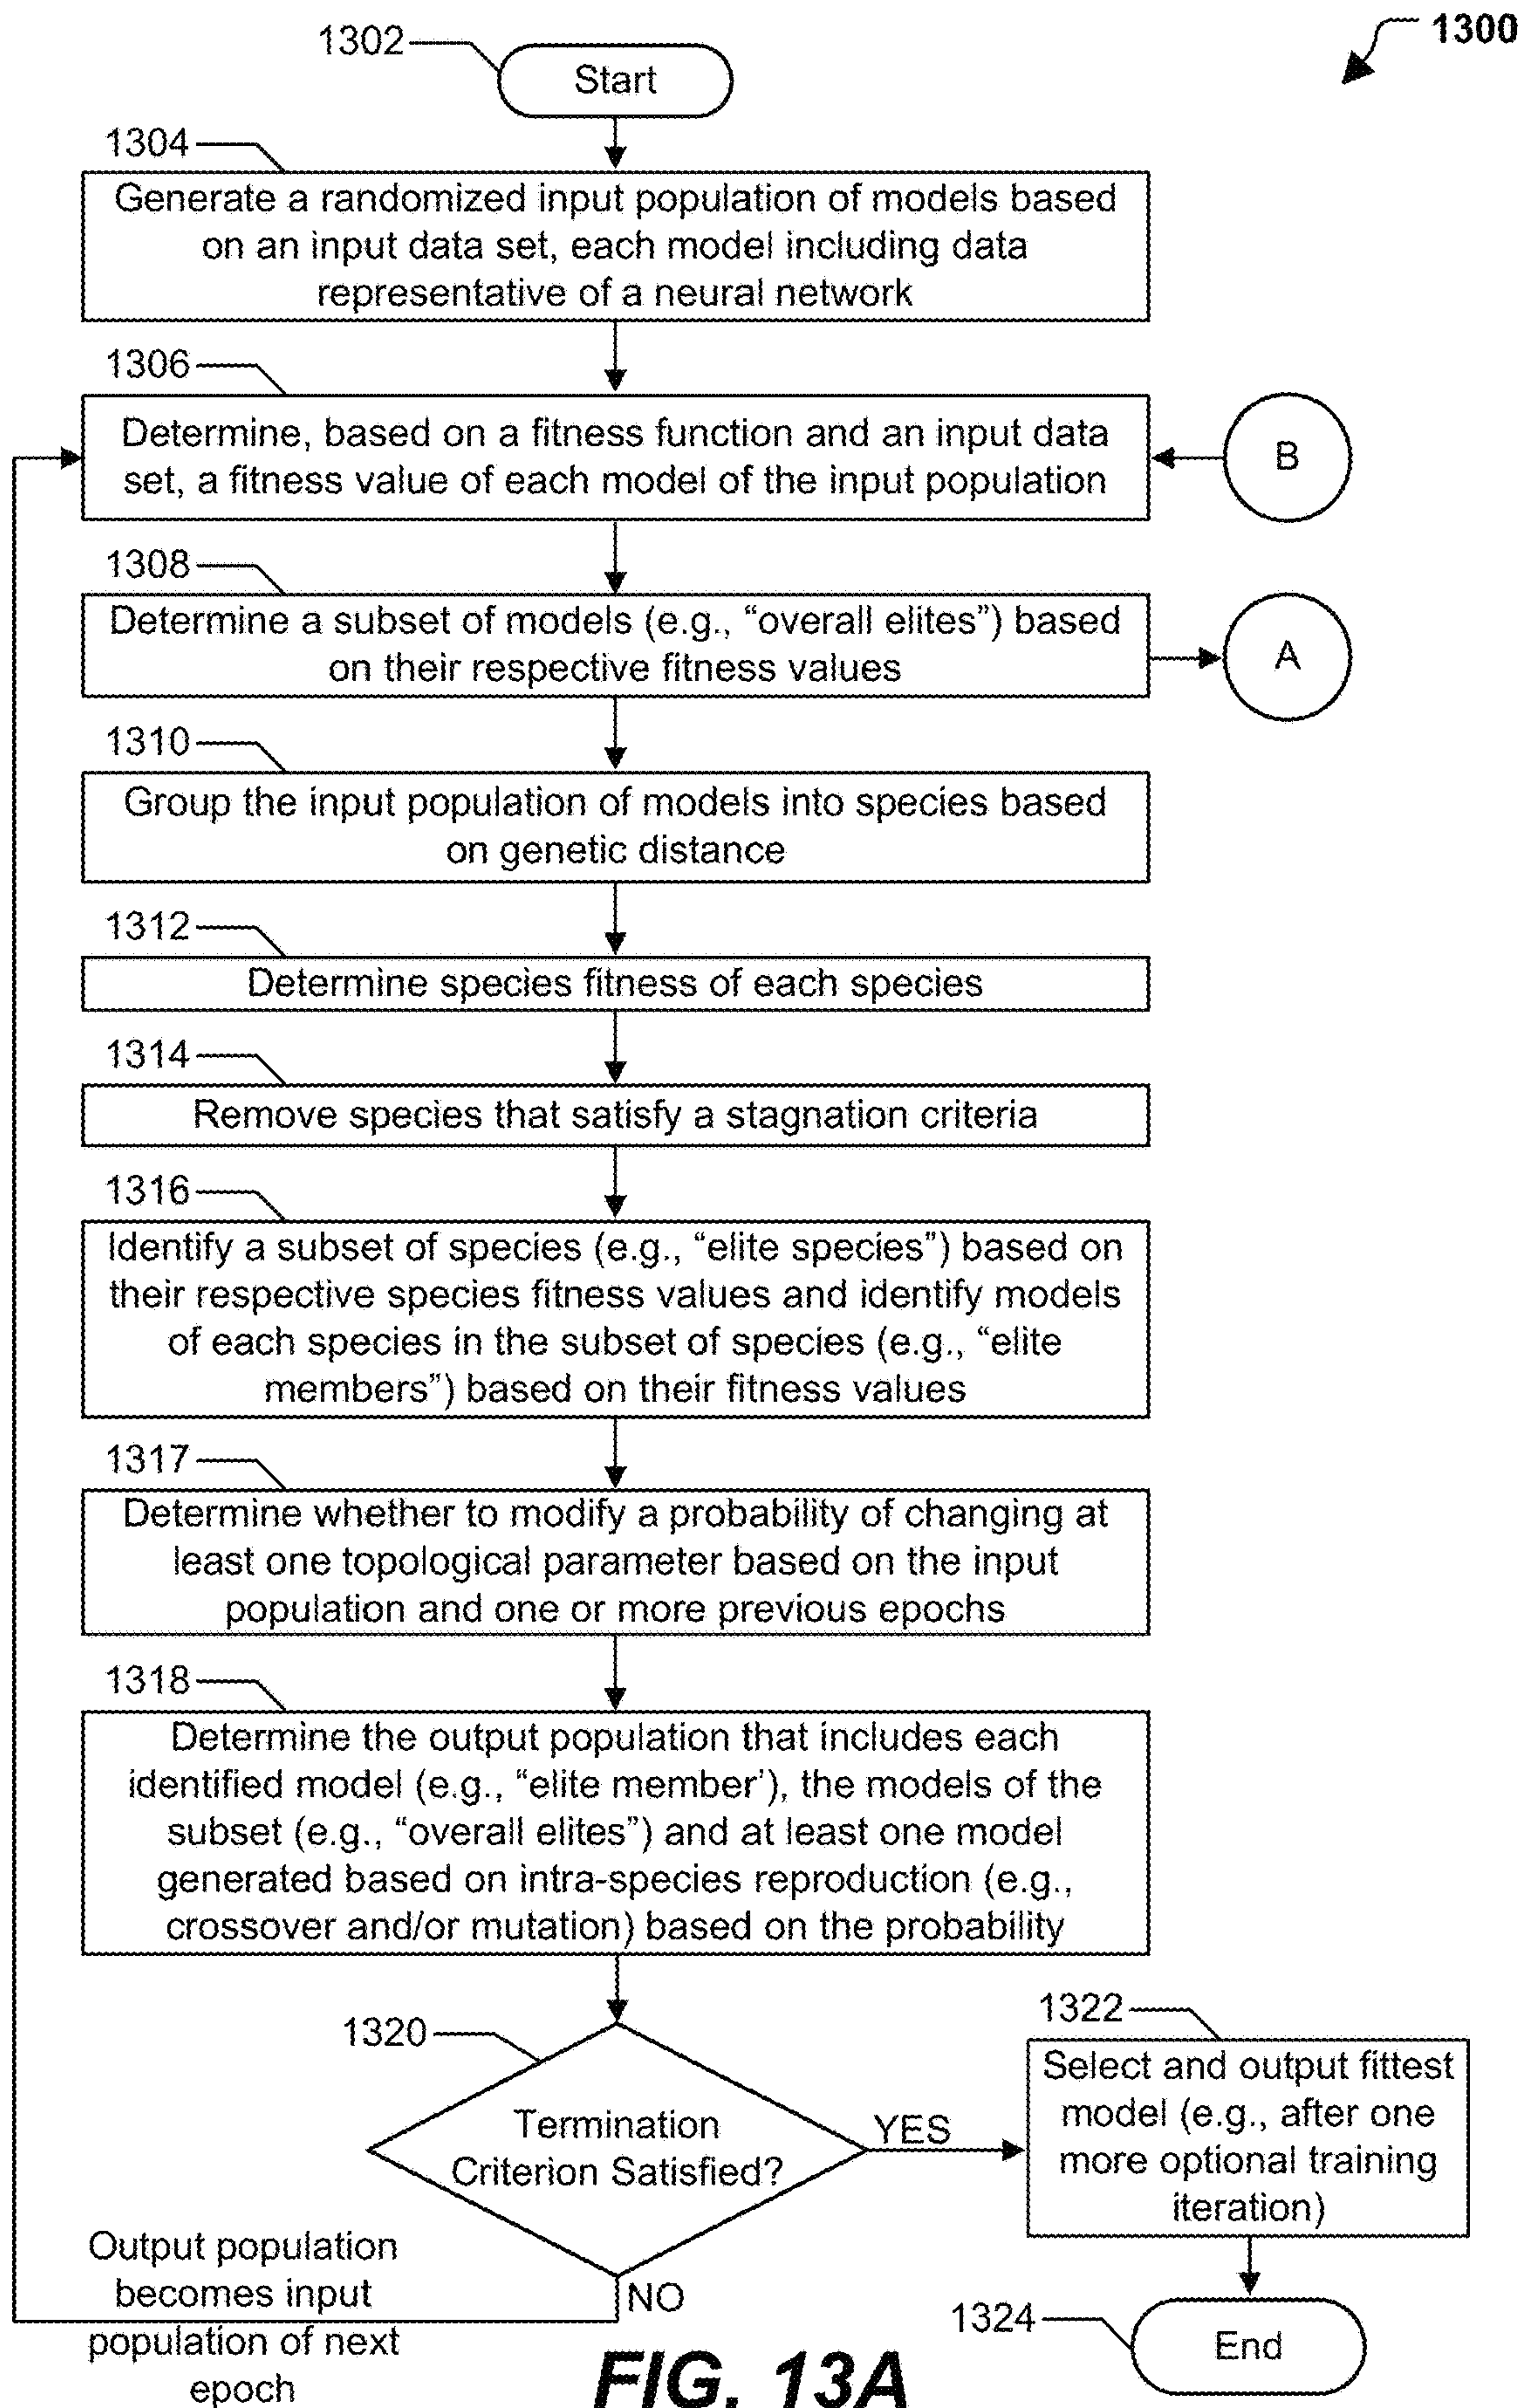 1300
1302
Start
1304
Generate a randomized input population of models based
on an input data set, each model including data
representative of a neural network
1306
Determine, based on a fitness function and an input data
set, a fitness value of each model of the input population
B
1308
Determine a subset of models (e.g., “overall elites”) based
on their respective fitness values
A
1310
Group the input population of models into species based
on genetic distance
1312
Determine species fitness of each species
1314
Remove species that satisfy a stagnation criteria
1316
Identify a subset of species (e.g., “elite species”) based on
their respective species fitness values and identify models
of each species in the subset of species (e.g., “elite
members”) based on their fitness values
1317
Determine whether to modify a probability of changing at
least one topological parameter based on the input
population and one or more previous epochs
1318
Determine the output population that includes each
identified model (e.g., “elite member’), the models of the
subset (e.g., “overall elites”) and at least one model
generated based on intra-species reproduction (e.g.,
crossover and/or mutation) based on the probability
1320
Termination
Criterion Satisfied?
YES
1322
Select and output fittest
model (e.g., after one
more optional training
iteration)
NO
Output population
becomes input
population of next
epoch
1324
End
FIG. 13A